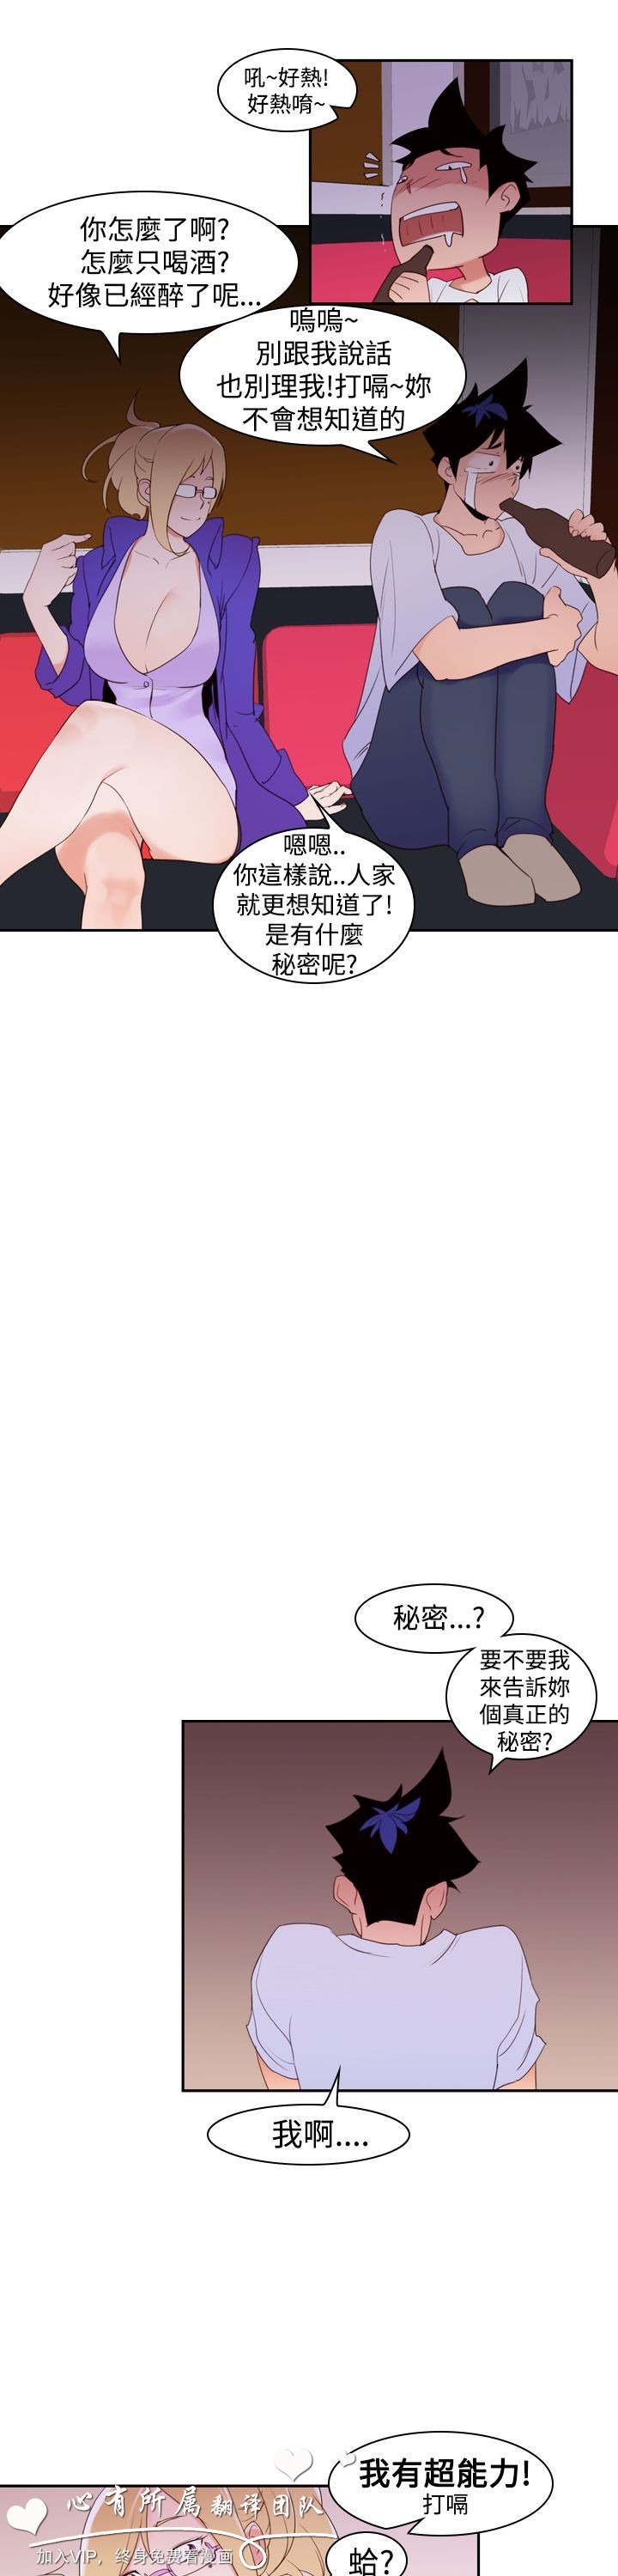 吼~好熱!
好熱唷~
你怎麼了啊?
怎麼只喝酒?
好像已經醉了呢...
嗚嗚~
別跟我說話
也別理我!打嗝~妳
不會想知道的
嗯嗯..
你這樣說..人家
就更想知道了!
是有什麼
秘密呢?
秘密...?
要不要我
來告訴妳
個真正的
秘密?
我啊....
我有超能力!
打嗝
心有所属翻译团队
加入VIP，终身免费看漫画
蛤?